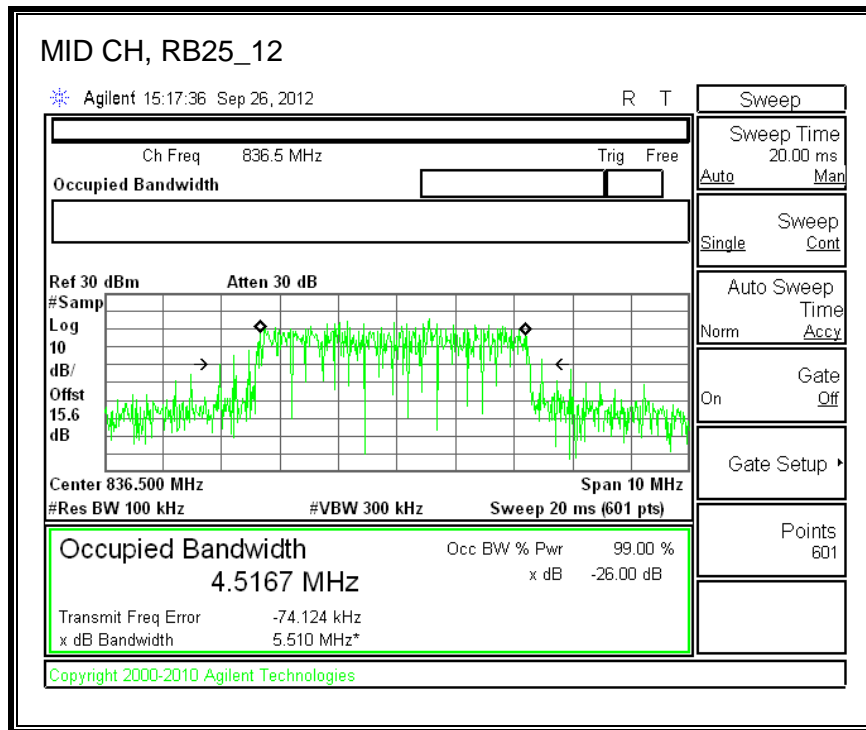 MID CH, RB25_12
Agilent 15:17:36 Sep 26, 2012 R T
Ch Freq 836.5 MHz Trig Free
Occupied Bandwidth
Ref 30 dBm Atten 30 dB
#Samp
Log
10
dB/
Offst
15.6
dB
Center 836.500 MHz Span 10 MHz
#Res BW 100 kHz #VBW 300 kHz Sweep 20 ms (601 pts)
Occupied Bandwidth Occ BW % Pwr 99.00 %
4.5167 MHz x dB -26.00 dB
Transmit Freq Error -74.124 kHz
x dB Bandwidth 5.510 MHz*
Copyright 2000-2010 Agilent Technologies
Sweep
Sweep Time
20.00 ms
Auto Man
Sweep
Single Cont
Auto Sweep
Time
Norm Accy
Gate
On Off
Gate Setup
Points
601